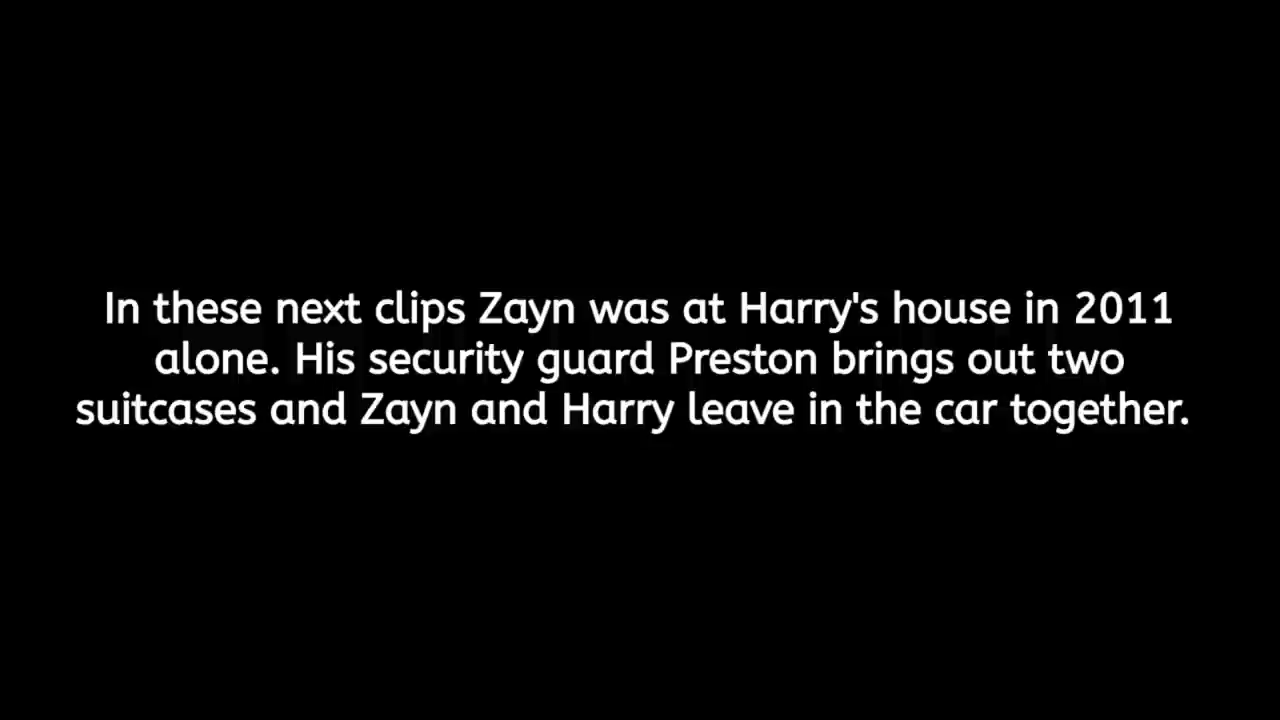 In these next clips Zayn was at Harry's house in 2011
alone. His security guard Preston brings out two
suitcases and Zayn and Harry leave in the car together.